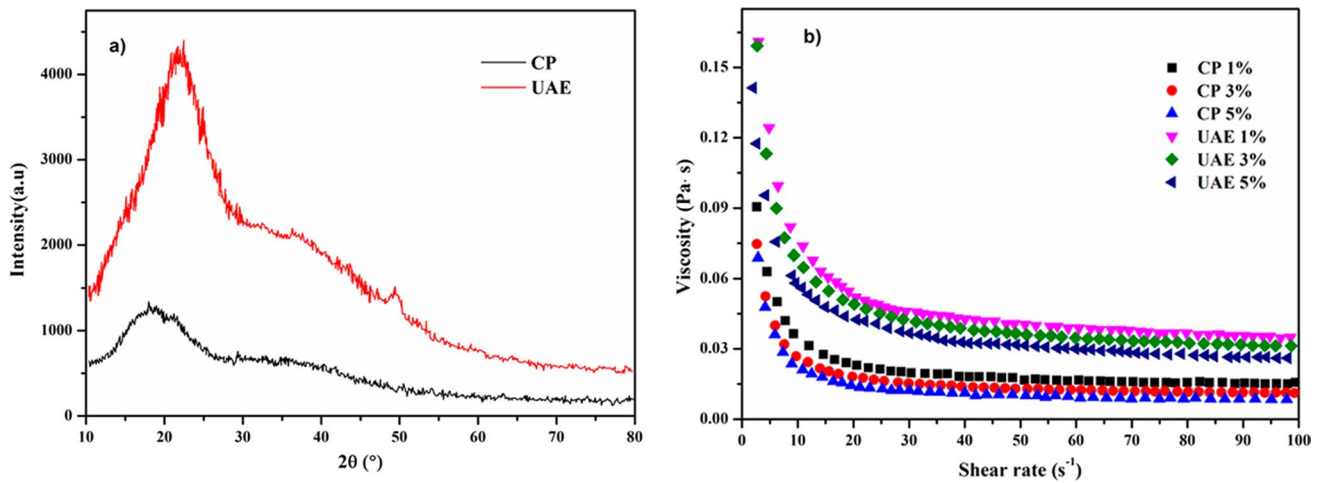 a)
CP
UAE
4000
3000
2000
1000
0
Intensity(a.u)
10 20 30 40 50 60 70 80
2θ (°)
b)
CP 1%
CP 3%
CP 5%
UAE 1%
UAE 3%
UAE 5%
0.15
0.12
0.09
0.06
0.03
0.00
Viscosity (Pa· s)
0 10 20 30 40 50 60 70 80 90 100
Shear rate (s⁻¹)